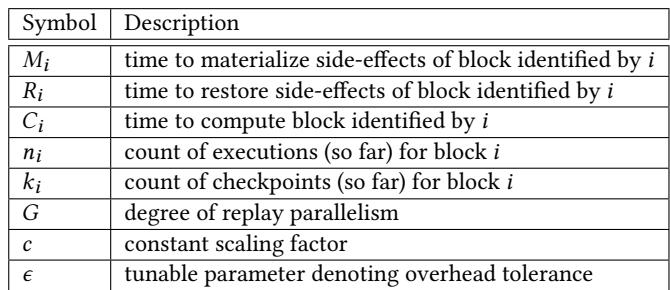 Symbol Description
M_i time to materialize side-effects of block identified by i
R_i time to restore side-effects of block identified by i
C_i time to compute block identified by i
n_i count of executions (so far) for block i
k_i count of checkpoints (so far) for block i
G degree of replay parallelism
c constant scaling factor
ϵ tunable parameter denoting overhead tolerance